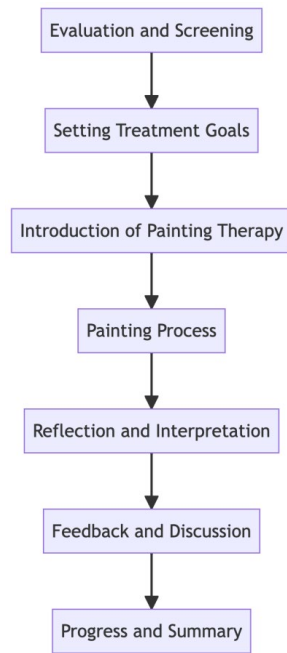 Evaluation and Screening
Setting Treatment Goals
Introduction of Painting Therapy
Painting Process
Reflection and Interpretation
Feedback and Discussion
Progress and Summary